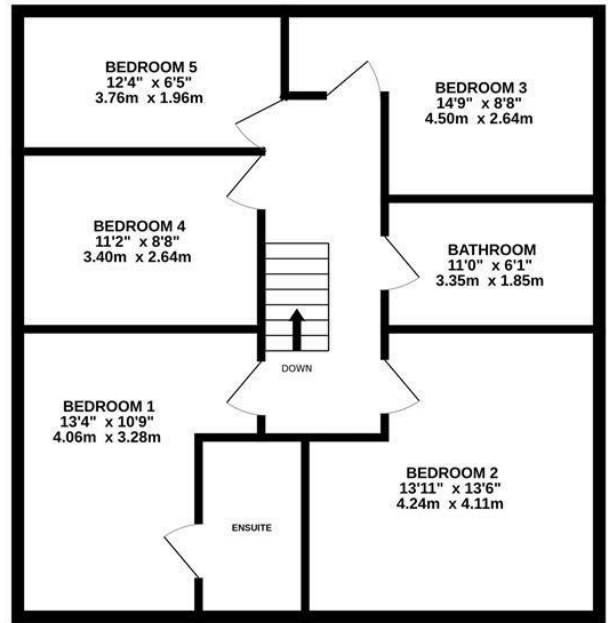 BEDROOM 5
12'4" x 6'5"
3.76m x 1.96m
BEDROOM 3
14'9" x 8'8"
4.50m x 2.64m
BEDROOM 4
11'2" x 8'8"
3.40m x 2.64m
BATHROOM
11'0" x 6'1"
3.35m x 1.85m
DOWN
BEDROOM 1
13'4" x 10'9"
4.06m x 3.28m
BEDROOM 2
13'11" x 13'6"
4.24m x 4.11m
ENSUITE